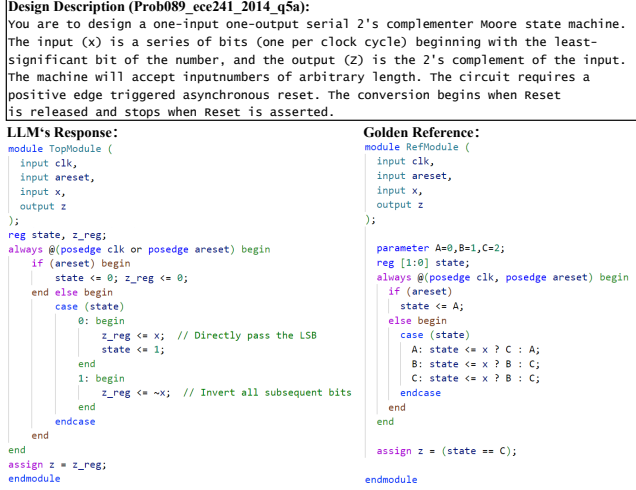 Design Description (Prob089_ece241_2014_q5a):
You are to design a one-input one-output serial 2's complementer Moore state machine.
The input (x) is a series of bits (one per clock cycle) beginning with the least-
significant bit of the number, and the output (Z) is the 2's complement of the input.
The machine will accept inputnumbers of arbitrary length. The circuit requires a
positive edge triggered asynchronous reset. The conversion begins when Reset
is released and stops when Reset is asserted.
LLM‘s Response：
module TopModule (
  input clk,
  input areset,
  input x,
  output z
);
reg state, z_reg;
always @(posedge clk or posedge areset) begin
    if (areset) begin
        state <= 0; z_reg <= 0;
    end else begin
        case (state)
            0: begin
                z_reg <= x;  // Directly pass the LSB
                state <= 1;
            end
            1: begin
                z_reg <= ~x;  // Invert all subsequent bits
            end
        endcase
    end
end
assign z = z_reg;
endmodule
Golden Reference：
module RefModule (
  input clk,
  input areset,
  input x,
  output z
);
  parameter A=0,B=1,C=2;
  reg [1:0] state;
  always @(posedge clk, posedge areset) begin
    if (areset)
      state <= A;
    else begin
      case (state)
        A: state <= x ? C : A;
        B: state <= x ? B : C;
        C: state <= x ? B : C;
      endcase
    end
  end
  assign z = (state == C);
endmodule